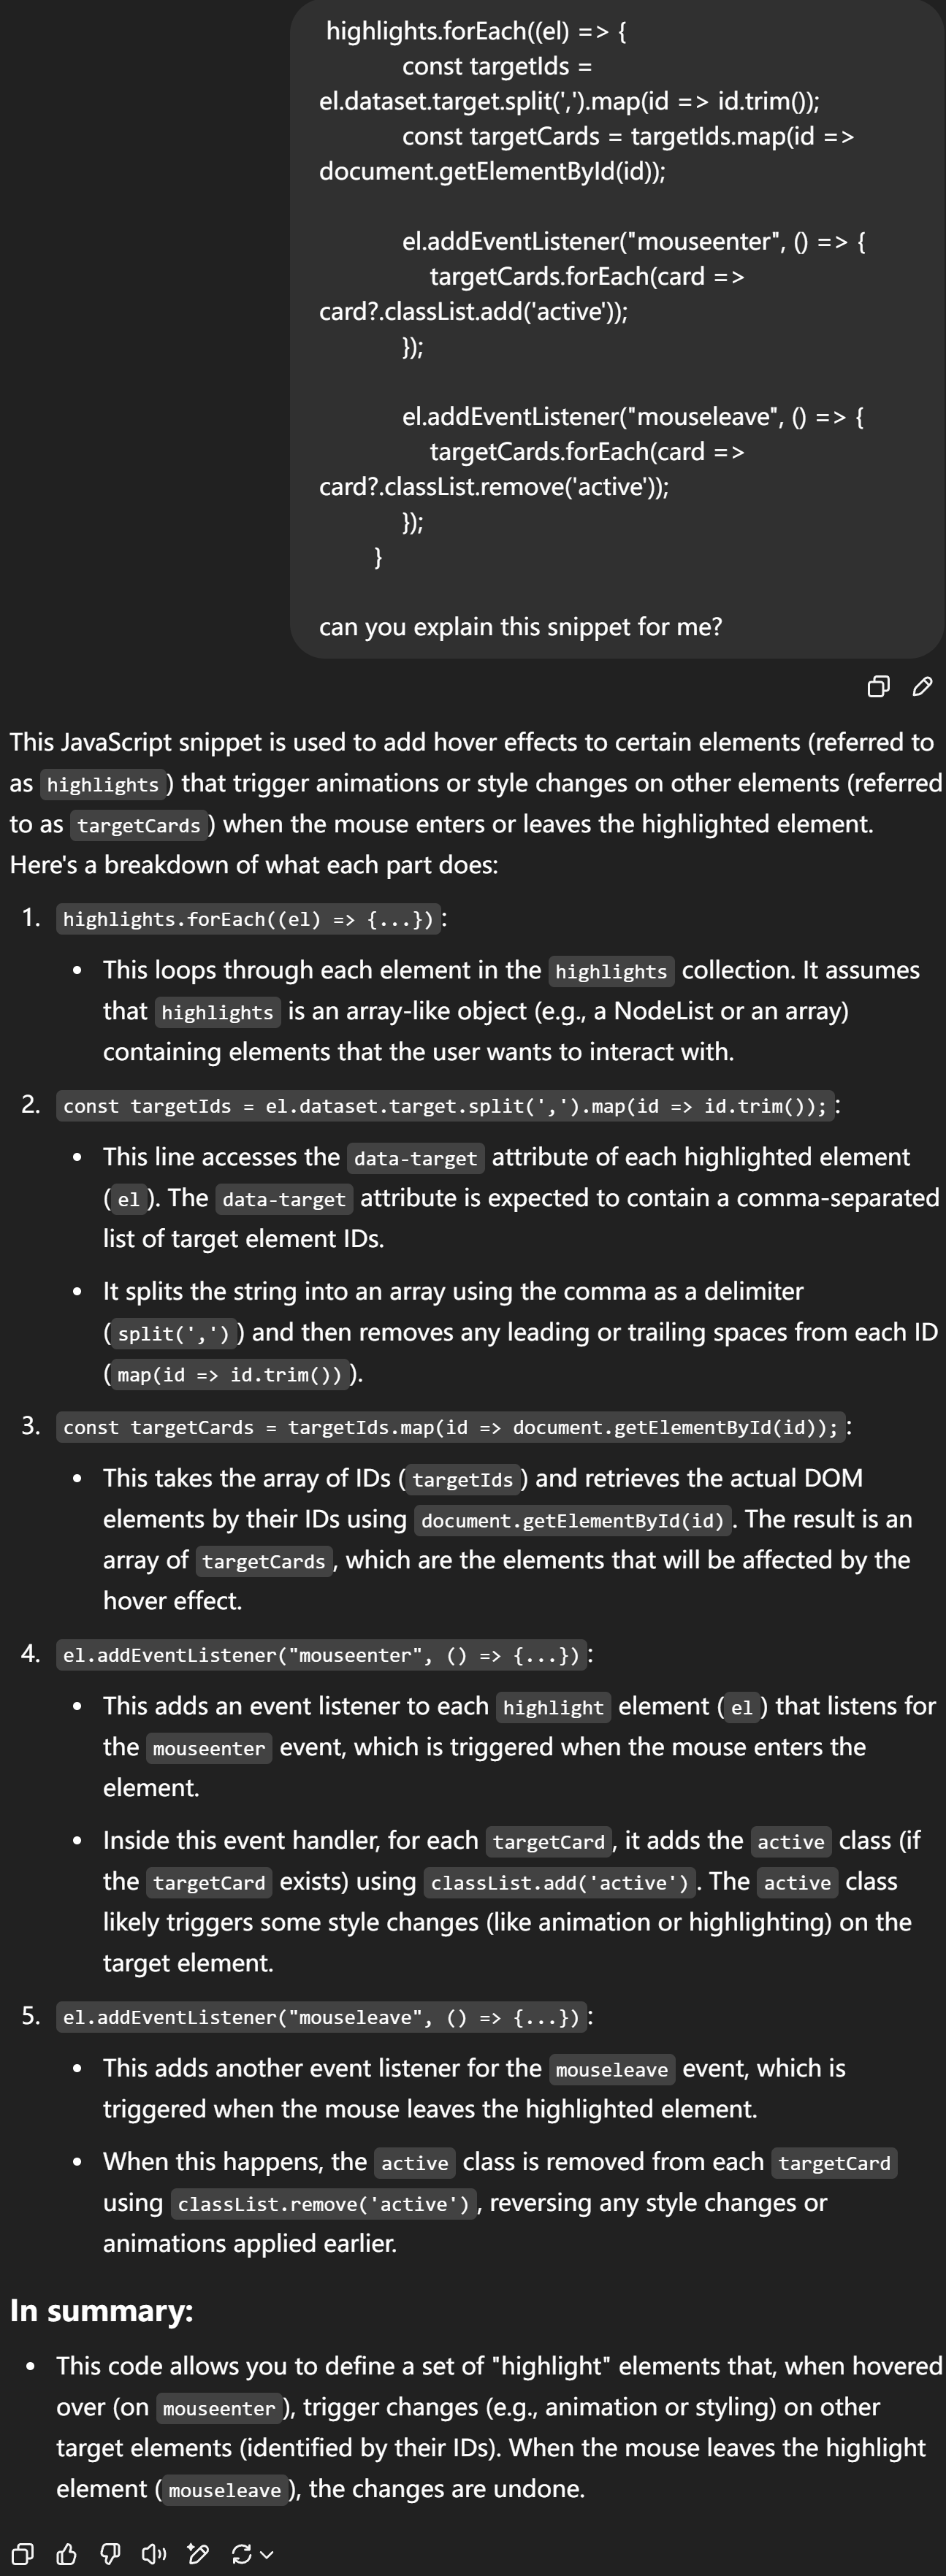 highlights.forEach((el) => {
const targetIds =
el.dataset.target.split(',').map(id => id.trim());
const targetCards = targetIds.map(id =>
document.getElementById(id));
el.addEventListener("mouseenter", () => {
targetCards.forEach(card =>
card?.classList.add('active'));
});
el.addEventListener("mouseleave", () => {
targetCards.forEach(card =>
card?.classList.remove('active'));
});
}
can you explain this snippet for me?
This JavaScript snippet is used to add hover effects to certain elements (referred to
as highlights) that trigger animations or style changes on other elements (referred
to as targetCards) when the mouse enters or leaves the highlighted element.
Here's a breakdown of what each part does:
1. highlights.forEach((el) => {...}):
• This loops through each element in the highlights collection. It assumes
that highlights is an array-like object (e.g., a NodeList or an array)
containing elements that the user wants to interact with.
2. const targetIds = el.dataset.target.split(',').map(id => id.trim());:
• This line accesses the data-target attribute of each highlighted element
(el). The data-target attribute is expected to contain a comma-separated
list of target element IDs.
• It splits the string into an array using the comma as a delimiter
(split(',')) and then removes any leading or trailing spaces from each ID
(map(id => id.trim())).
3. const targetCards = targetIds.map(id => document.getElementById(id));:
• This takes the array of IDs (targetIds) and retrieves the actual DOM
elements by their IDs using document.getElementById(id). The result is an
array of targetCards, which are the elements that will be affected by the
hover effect.
4. el.addEventListener("mouseenter", () => {...}):
• This adds an event listener to each highlight element (el) that listens for
the mouseenter event, which is triggered when the mouse enters the
element.
• Inside this event handler, for each targetCard, it adds the active class (if
the targetCard exists) using classList.add('active'). The active class
likely triggers some style changes (like animation or highlighting) on the
target element.
5. el.addEventListener("mouseleave", () => {...}):
• This adds another event listener for the mouseleave event, which is
triggered when the mouse leaves the highlighted element.
• When this happens, the active class is removed from each targetCard
using classList.remove('active'), reversing any style changes or
animations applied earlier.
In summary:
• This code allows you to define a set of "highlight" elements that, when hovered
over (on mouseenter), trigger changes (e.g., animation or styling) on other
target elements (identified by their IDs). When the mouse leaves the highlight
element (mouseleave), the changes are undone.